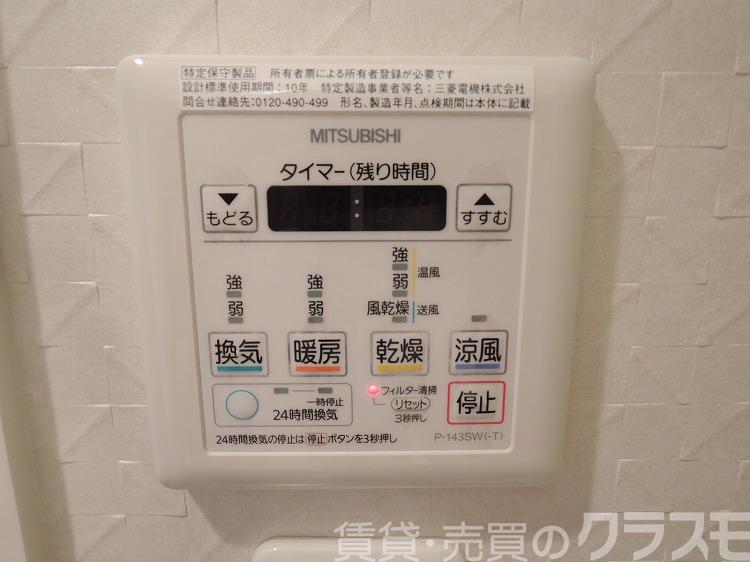 特定保守製品 所有者票による所有者登録が必要です
設計標準使用期間：10年 特定製造事業者等名：三菱電機株式会社
問合せ連絡先：0120-490-499 形名、製造年月、点検期間は本体に記載
MITSUBISHI
タイマー(残り時間)
▼ もどる
▲ すすむ
強
強 強 弱 温風
弱 弱 風乾燥 送風
換気 暖房 乾燥 涼風
一時停止
24時間換気
フィルター清掃
リセット
3秒押し
停止
24時間換気の停止は 停止 ボタンを3秒押し
P-143SW(-T)
賃貸・売買のクラスモ